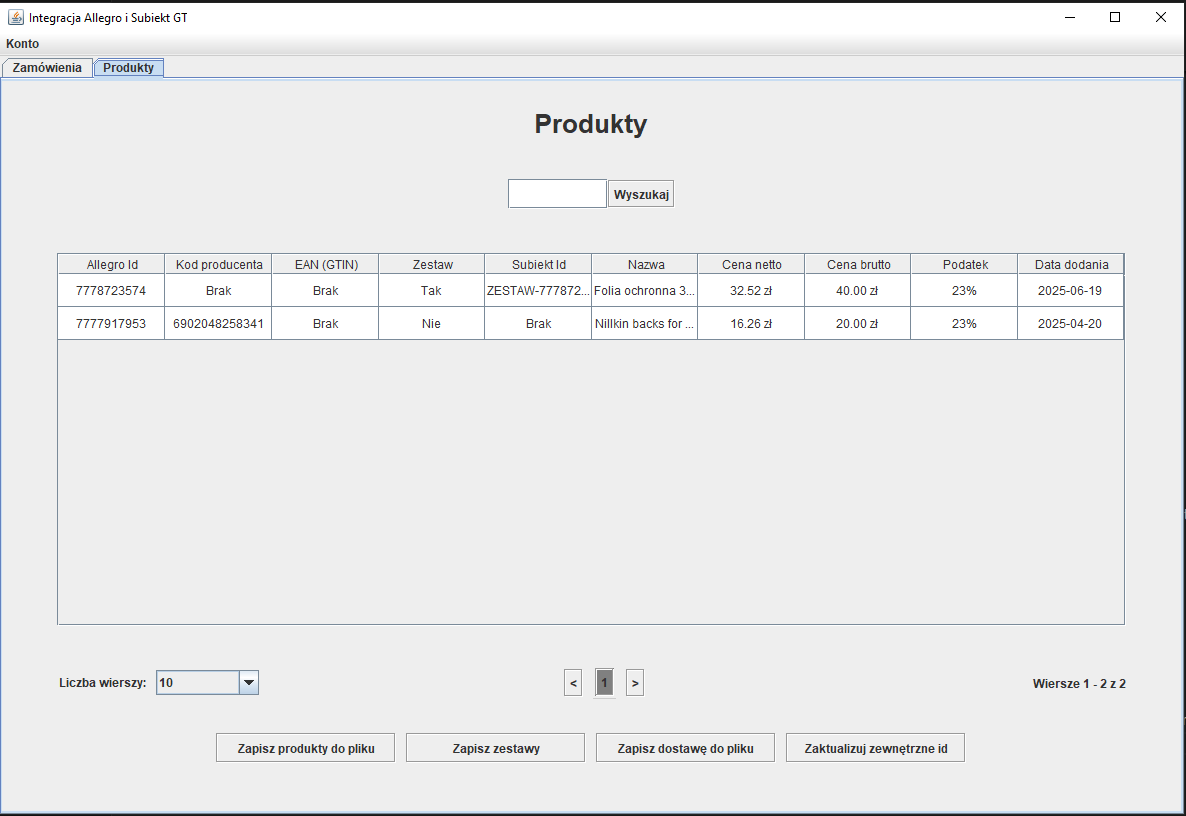 Integracja Allegro i Subiekt GT
Konto
Zamówienia Produkty
Produkty
Wyszukaj
Allegro Id Kod producenta EAN (GTIN) Zestaw Subiekt Id Nazwa Cena netto Cena brutto Podatek Data dodania
7778723574 Brak Brak Tak ZESTAW-777872... Folia ochronna 3... 32.52 zł 40.00 zł 23% 2025-06-19
7777917953 6902048258341 Brak Nie Brak Nillkin backs for ... 16.26 zł 20.00 zł 23% 2025-04-20
Liczba wierszy: 10 < 1 > Wiersze 1 - 2 z 2
Zapisz produkty do pliku Zapisz zestawy Zapisz dostawę do pliku Zaktualizuj zewnętrzne id